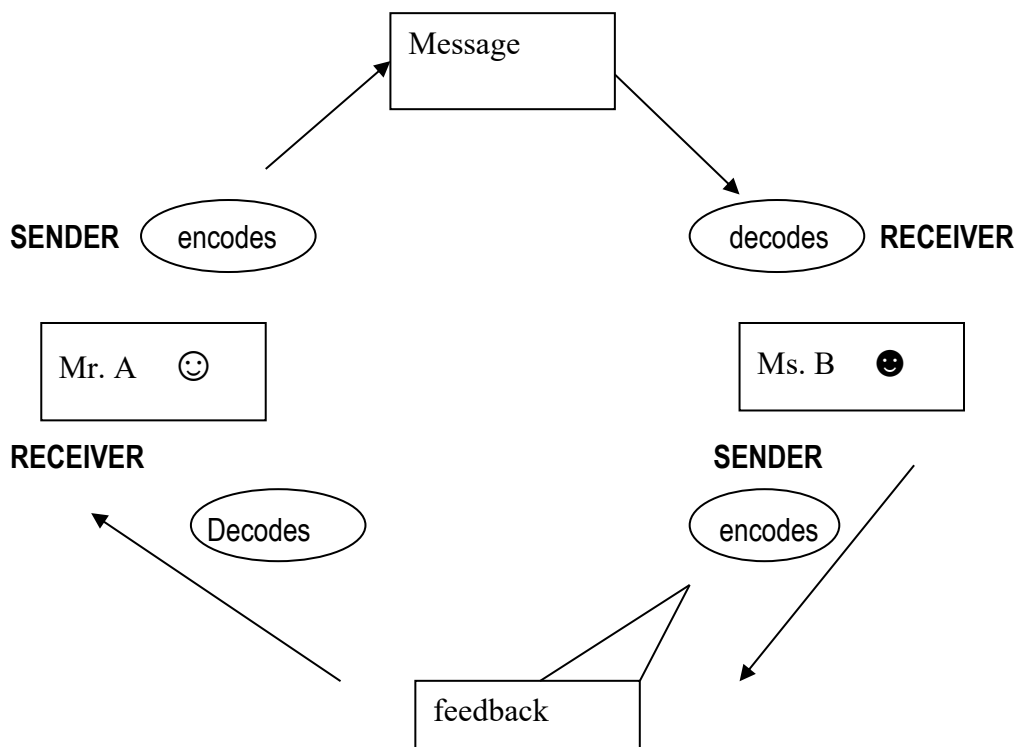 Message
SENDER encodes decodes RECEIVER
Mr. A ☺ Ms. B ☻
RECEIVER SENDER
Decodes encodes
feedback